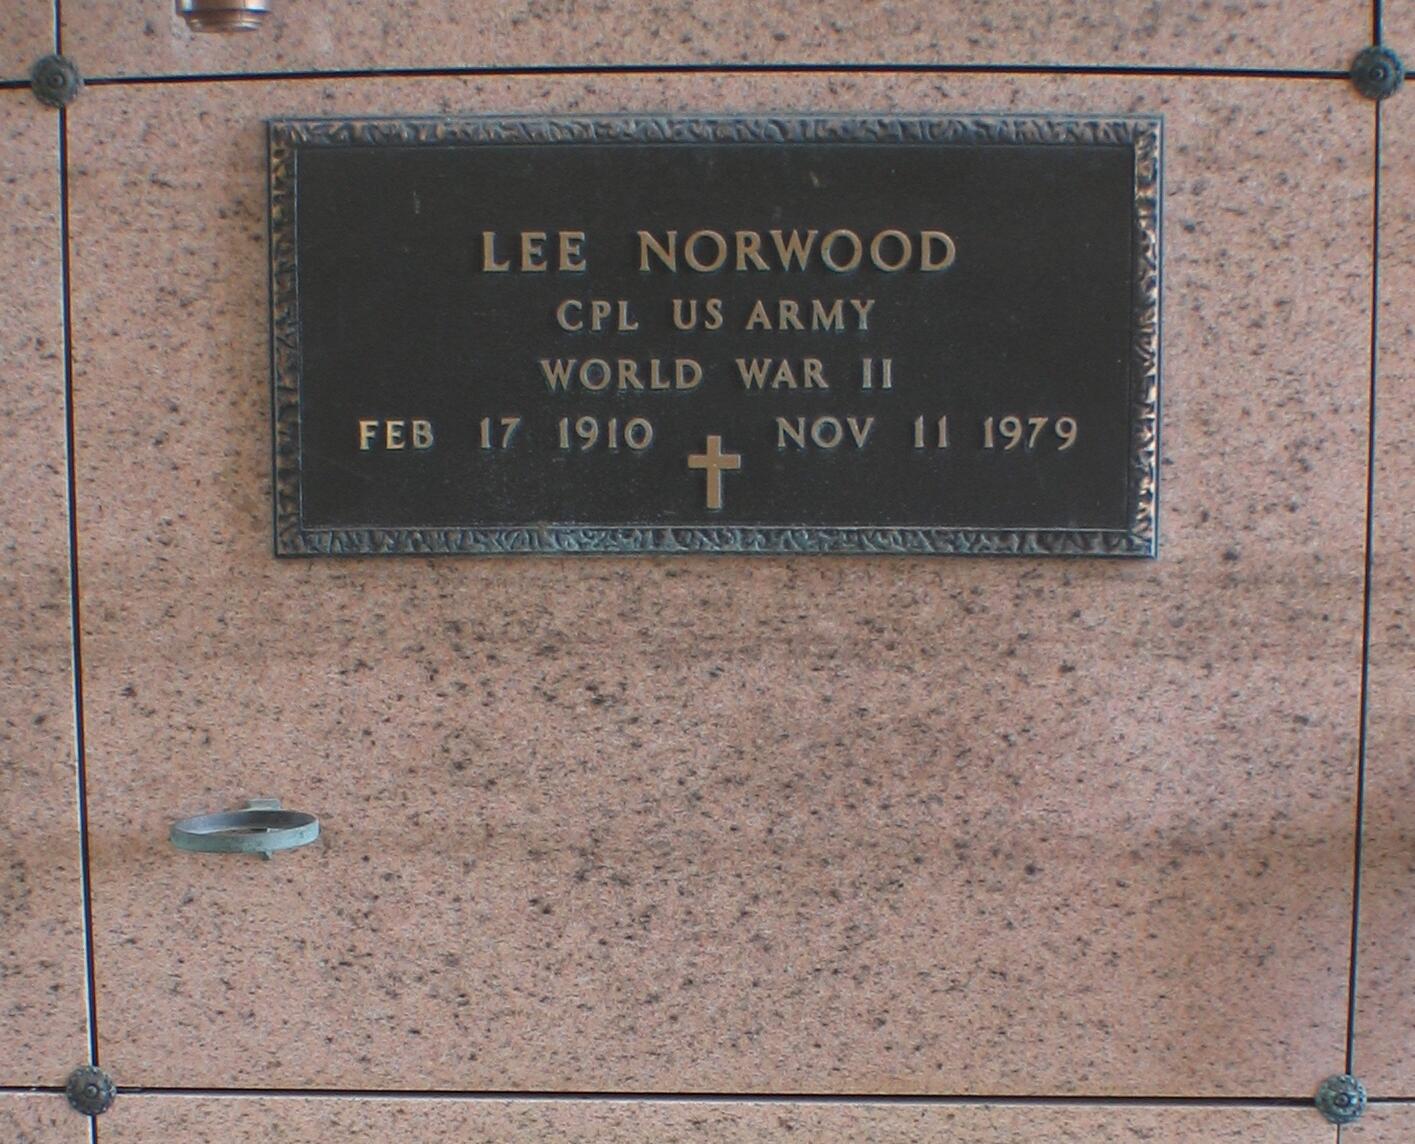 LEE NORWOOD
CPL US ARMY
WORLD WAR II
FEB 17 1910 NOV 11 1979